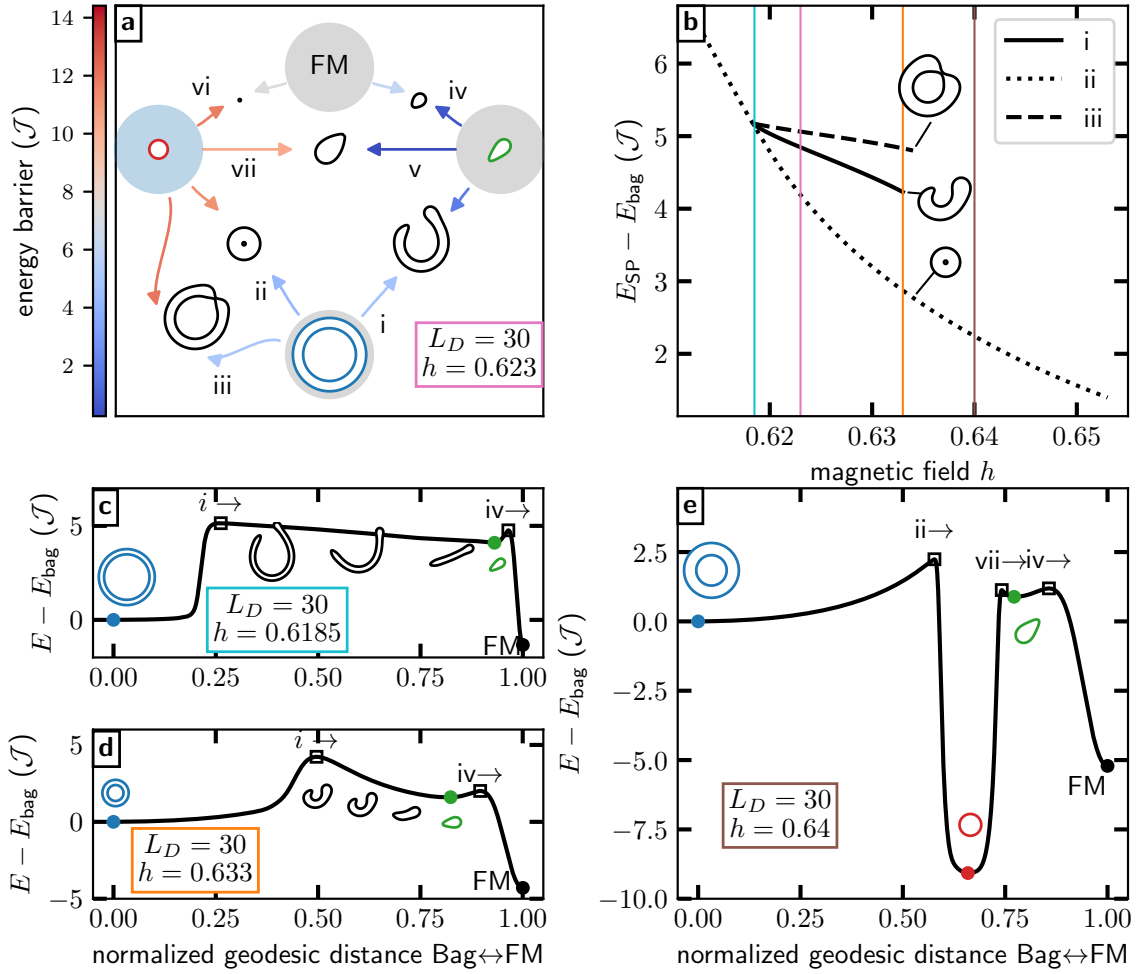 a
FM
vi
iv
vii
v
ii
i
iii
L_D = 30
h = 0.623
14
12
10
8
6
4
2
energy barrier (𝒥)
b
i
ii
iii
6
5
4
3
2
E_SP − E_bag (𝒥)
0.62 0.63 0.64 0.65
magnetic field h
c
i →
iv→
L_D = 30
h = 0.6185
FM
5
0
E − E_bag (𝒥)
0.00 0.25 0.50 0.75 1.00
d
i →
iv→
L_D = 30
h = 0.633
FM
5
0
−5
E − E_bag (𝒥)
0.00 0.25 0.50 0.75 1.00
normalized geodesic distance Bag↔FM
e
ii→
vii→
iv→
L_D = 30
h = 0.64
FM
2.5
0.0
−2.5
−5.0
−7.5
−10.0
E − E_bag (𝒥)
0.00 0.25 0.50 0.75 1.00
normalized geodesic distance Bag↔FM